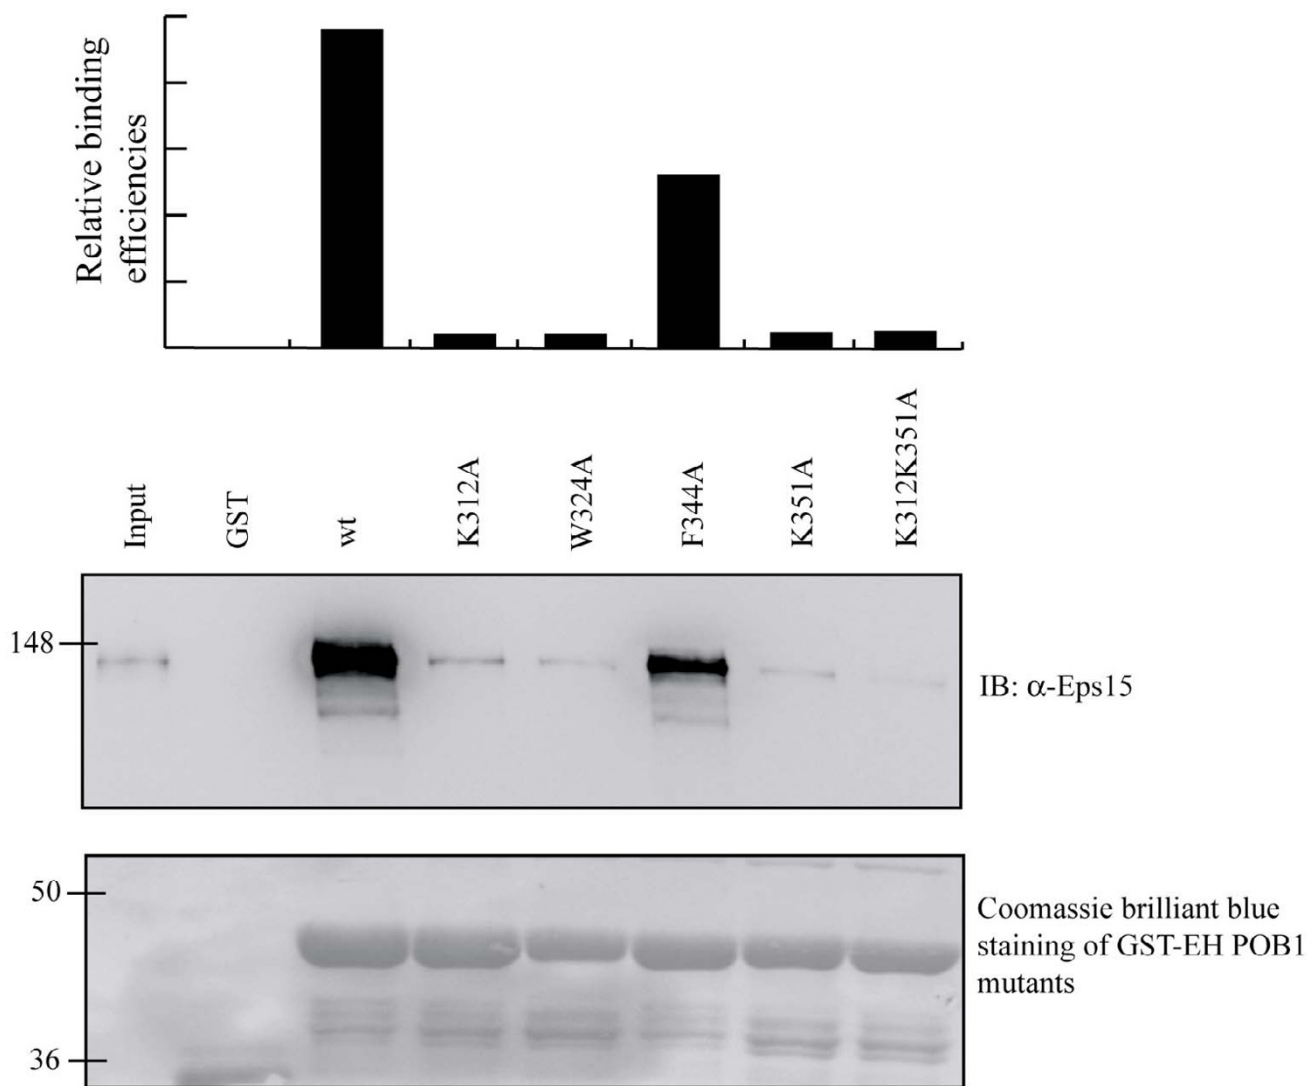 Relative binding
efficiencies
Input
GST
wt
K312A
W324A
F344A
K351A
K312K351A
148
IB: α-Eps15
50
36
Coomassie brilliant blue
staining of GST-EH POB1
mutants